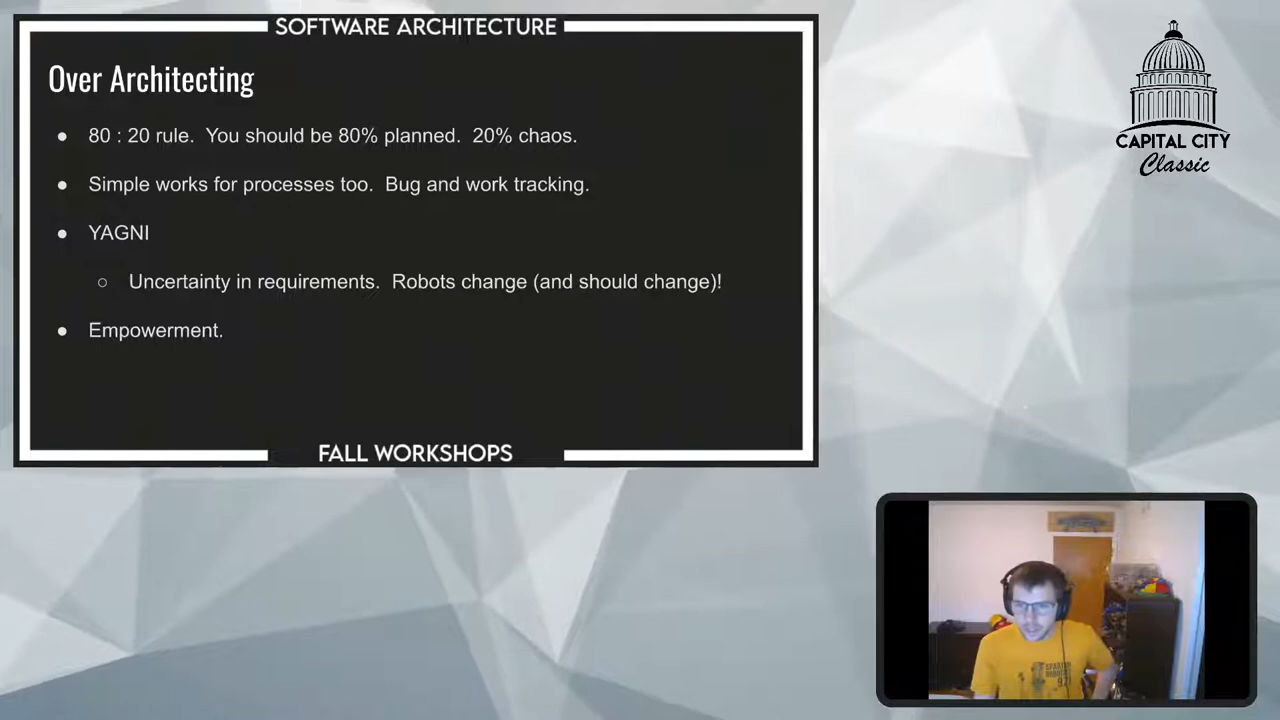 SOFTWARE ARCHITECTURE
Over Architecting
● 80 : 20 rule.  You should be 80% planned.  20% chaos.
● Simple works for processes too.  Bug and work tracking.
● YAGNI
○ Uncertainty in requirements.  Robots change (and should change)!
● Empowerment.
FALL WORKSHOPS
CAPITAL CITY
Classic